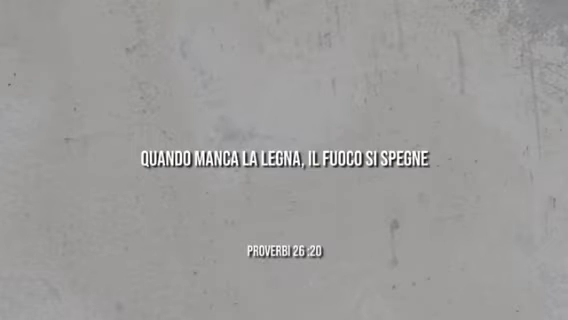 QUANDO MANCA LA LEGNA, IL FUOCO SI SPEGNE
PROVERBI 26 :20